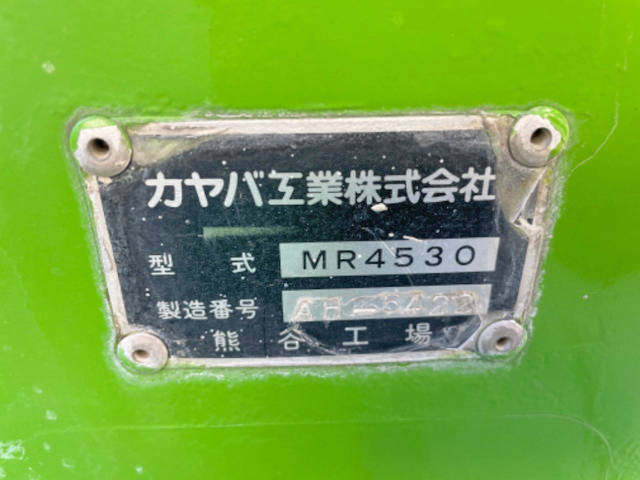 カヤバ工業株式会社
型式 MR4530
製造番号
熊谷工場